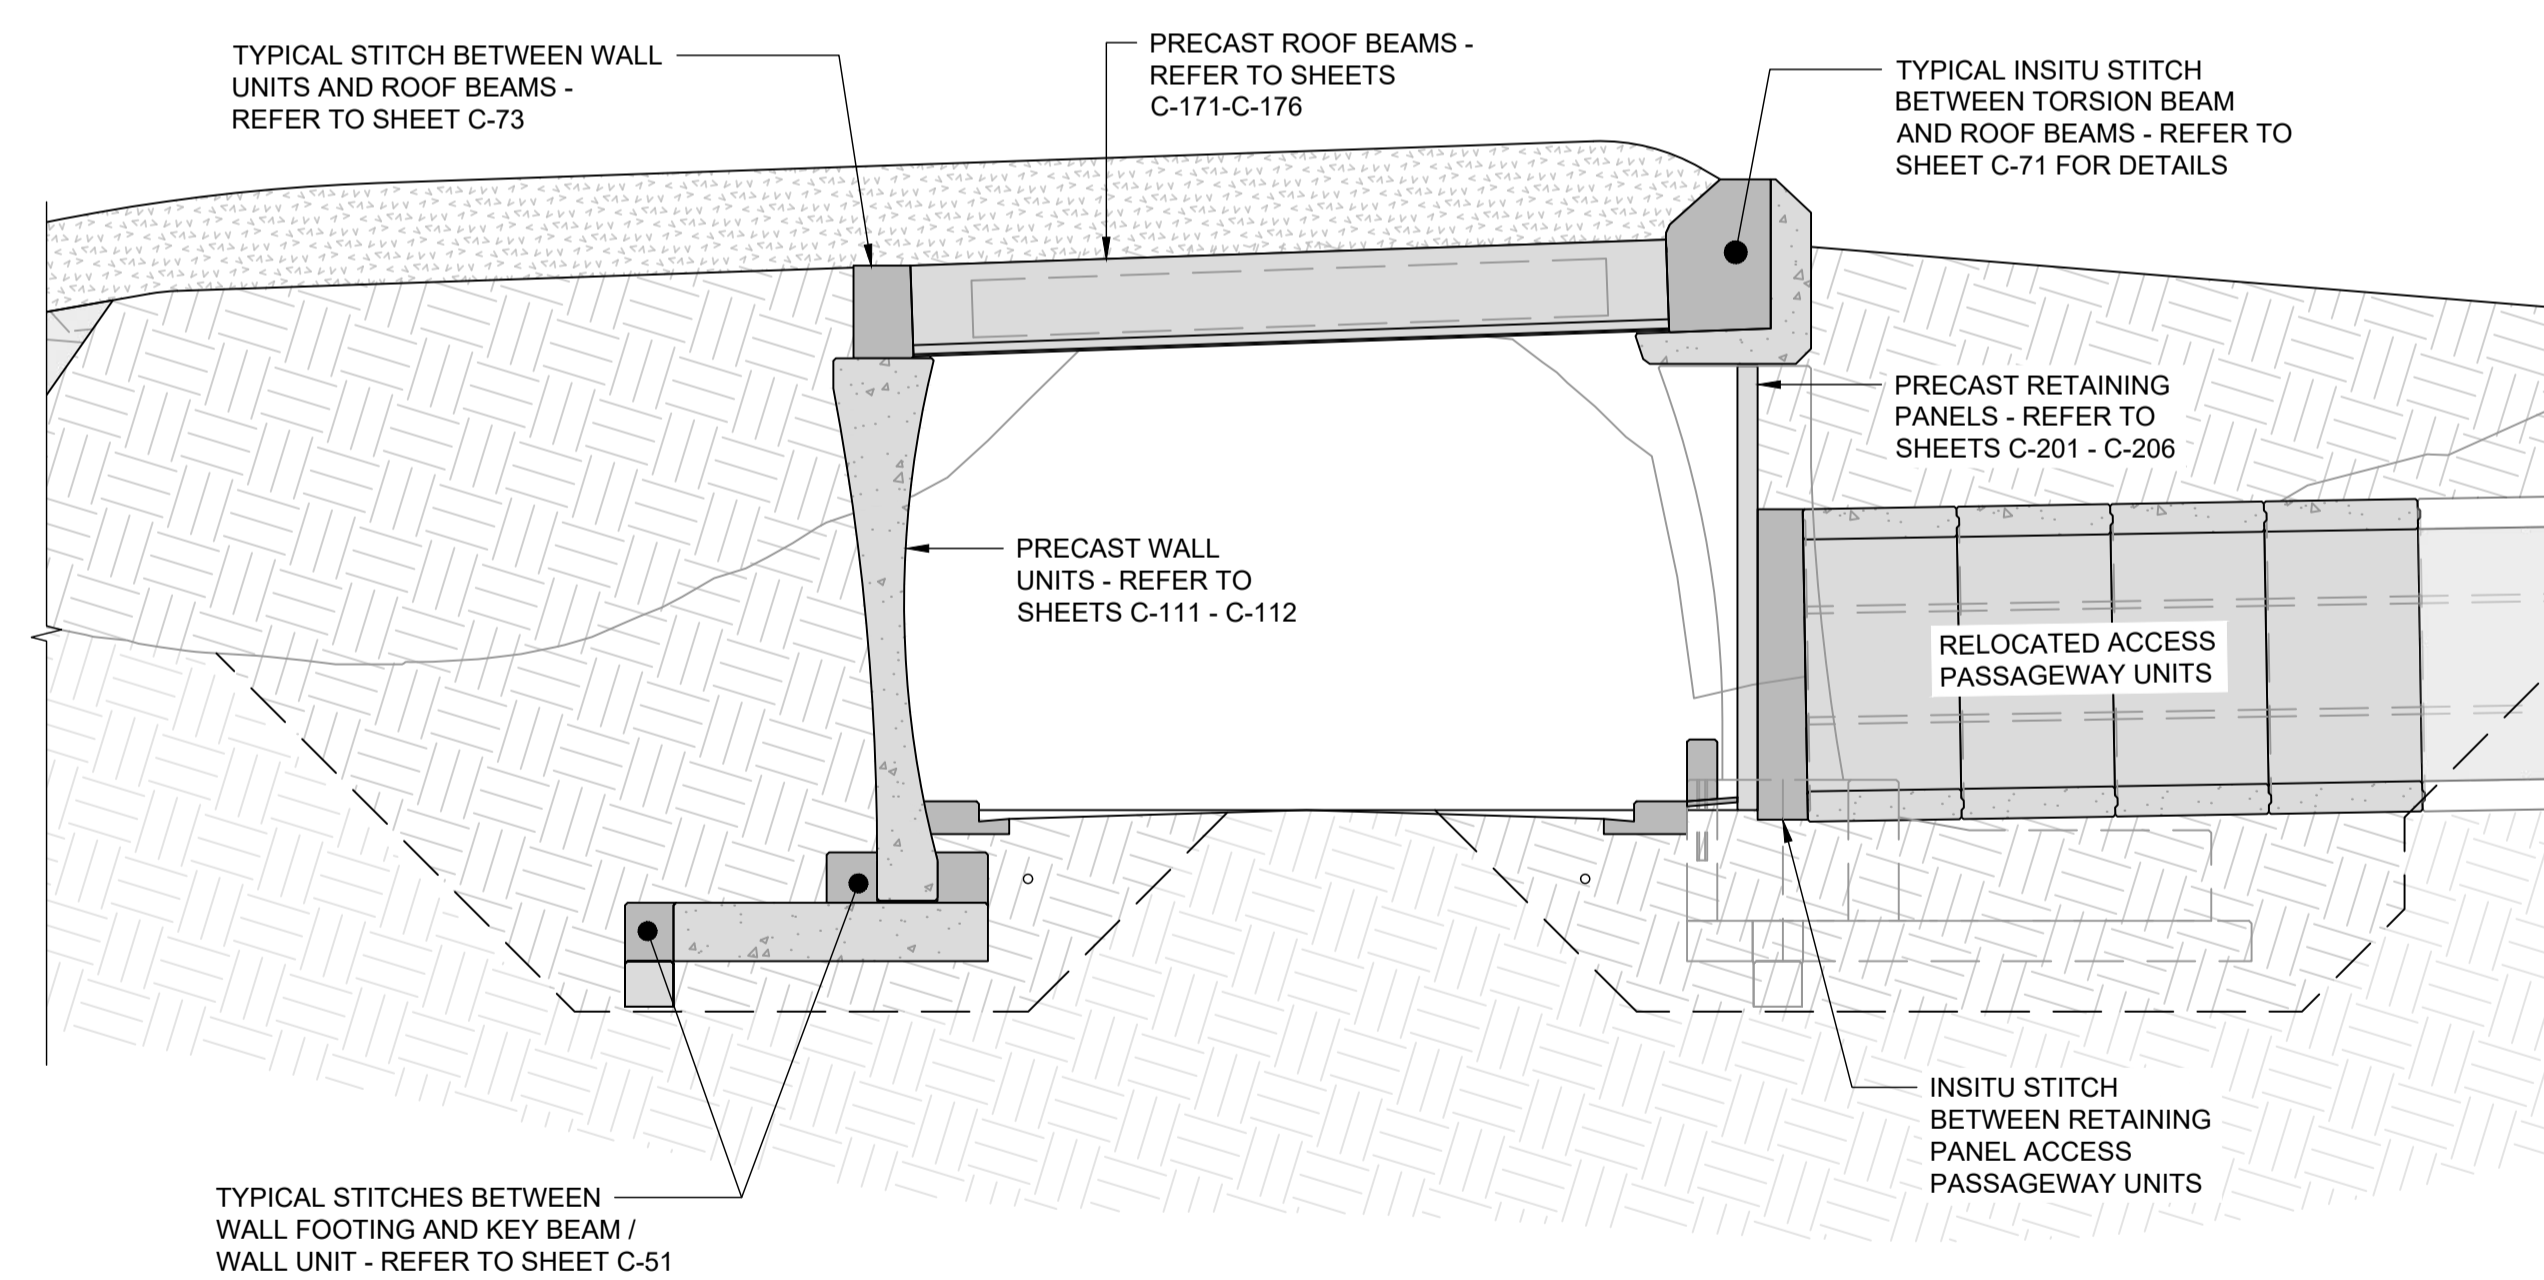 TYPICAL STITCH BETWEEN WALL
UNITS AND ROOF BEAMS -
REFER TO SHEET C-73
PRECAST ROOF BEAMS -
REFER TO SHEETS
C-171-C-176
TYPICAL INSITU STITCH
BETWEEN TORSION BEAM
AND ROOF BEAMS - REFER TO
SHEET C-71 FOR DETAILS
PRECAST RETAINING
PANELS - REFER TO
SHEETS C-201 - C-206
PRECAST WALL
UNITS - REFER TO
SHEETS C-111 - C-112
RELOCATED ACCESS
PASSAGEWAY UNITS
INSITU STITCH
BETWEEN RETAINING
PANEL ACCESS
PASSAGEWAY UNITS
TYPICAL STITCHES BETWEEN
WALL FOOTING AND KEY BEAM /
WALL UNIT - REFER TO SHEET C-51